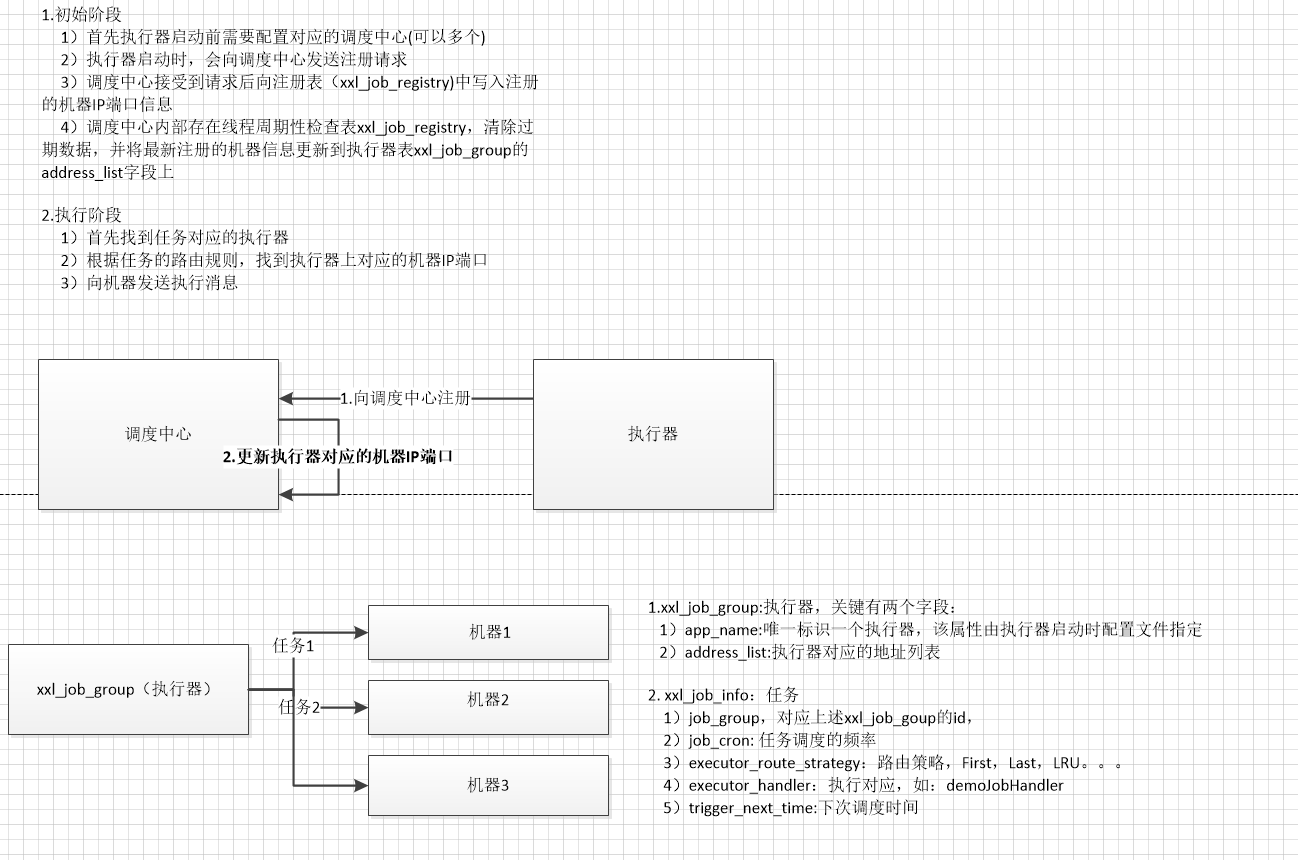 1.初始阶段
1）首先执行器启动前需要配置对应的调度中心(可以多个)
2）执行器启动时，会向调度中心发送注册请求
3）调度中心接受到请求后向注册表（xxl_job_registry)中写入注册
的机器IP端口信息
4）调度中心内部存在线程周期性检查表xxl_job_registry，清除过
期数据，并将最新注册的机器信息更新到执行器表xxl_job_group的
address_list字段上
2.执行阶段
1）首先找到任务对应的执行器
2）根据任务的路由规则，找到执行器上对应的机器IP端口
3）向机器发送执行消息
调度中心
1.向调度中心注册
2.更新执行器对应的机器IP端口
执行器
xxl_job_group（执行器）
任务1
任务2
机器1
机器2
机器3
1.xxl_job_group:执行器，关键有两个字段：
1）app_name:唯一标识一个执行器，该属性由执行器启动时配置文件指定
2）address_list:执行器对应的地址列表
2. xxl_job_info：任务
1）job_group，对应上述xxl_job_goup的id，
2）job_cron: 任务调度的频率
3）executor_route_strategy：路由策略，First，Last，LRU。。。
4）executor_handler：执行对应，如：demoJobHandler
5）trigger_next_time:下次调度时间